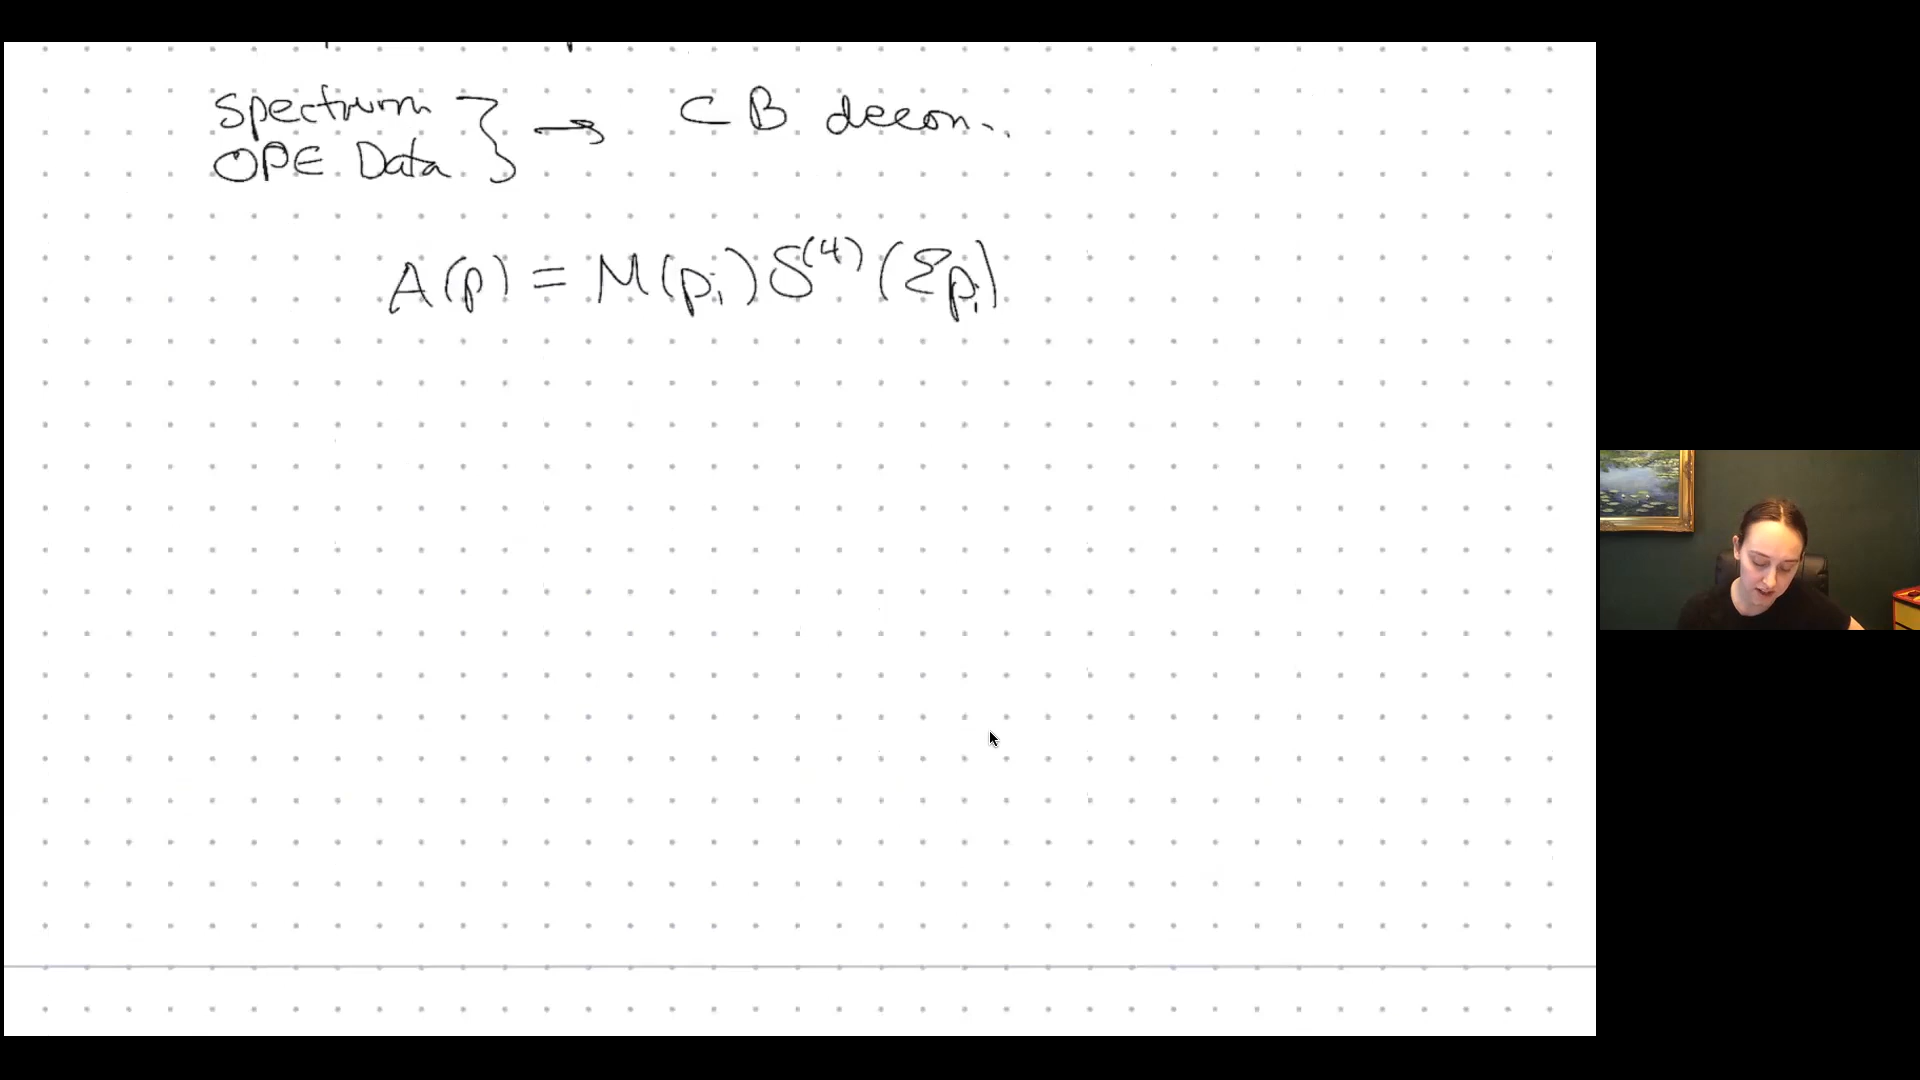 Spectrum
OPE Data } → CB decom..
A(p) = M(pᵢ) δ⁽⁴⁾(Σpᵢ)